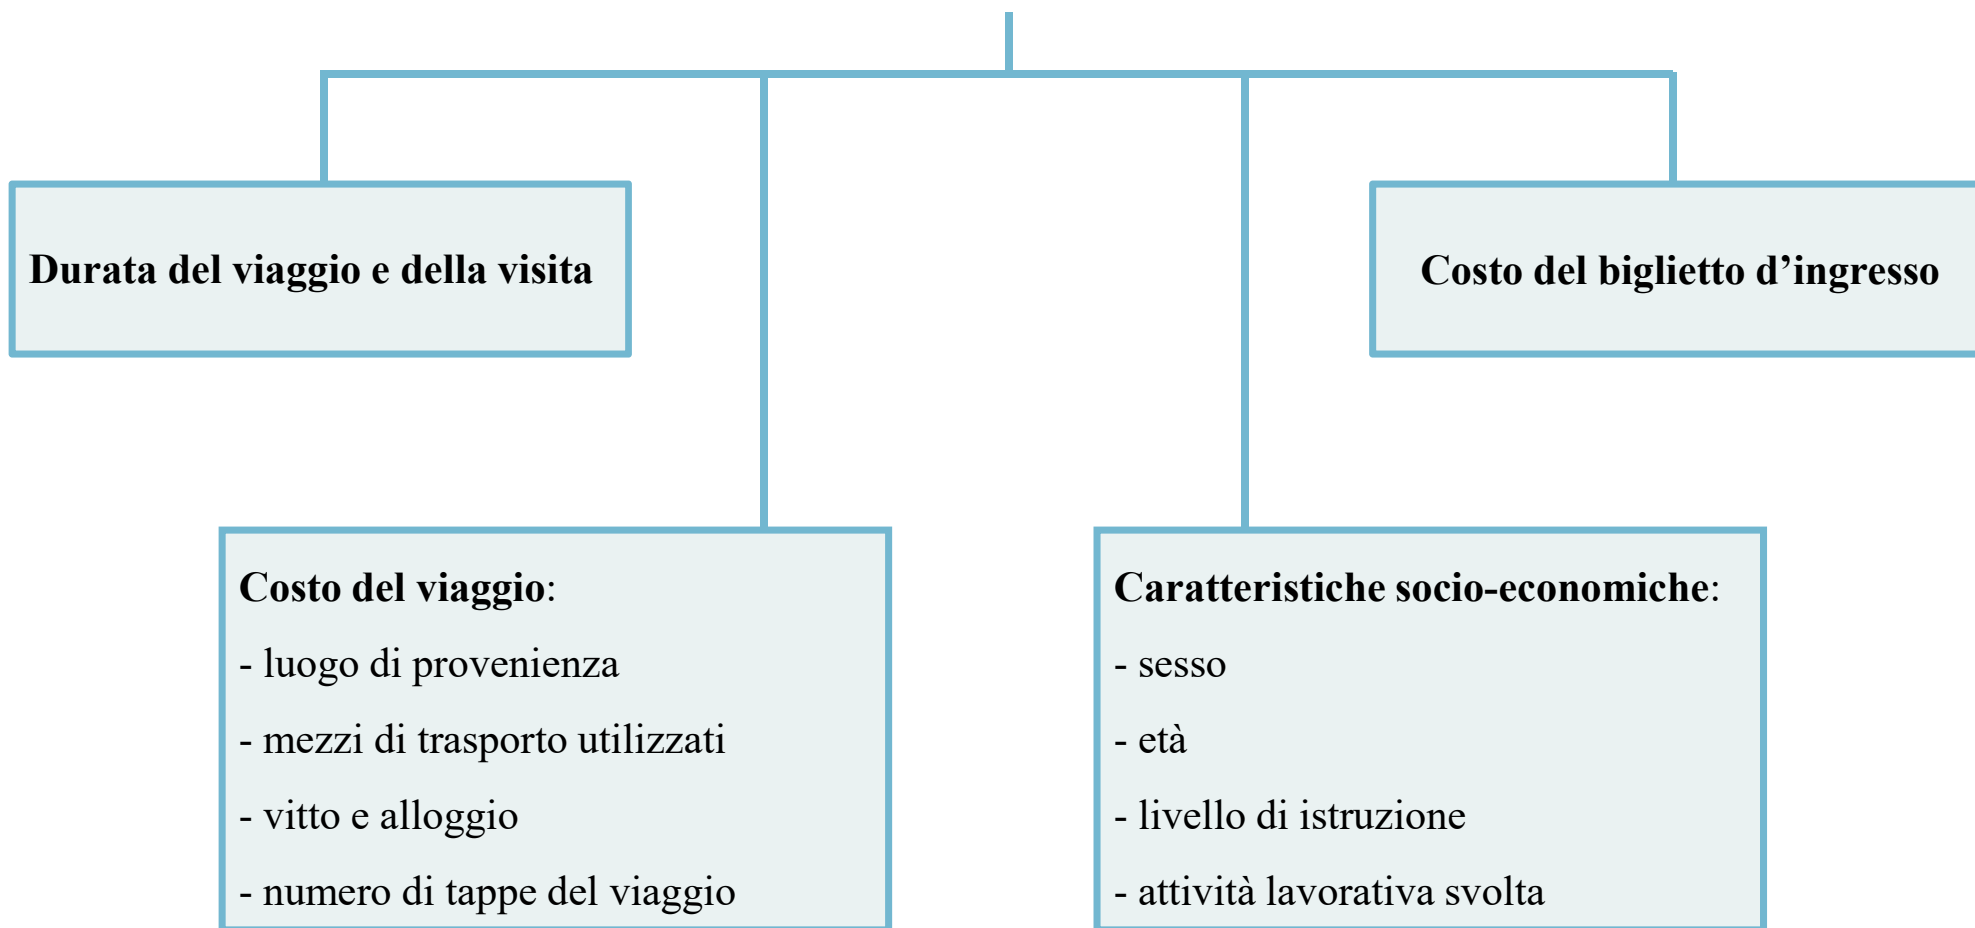 Durata del viaggio e della visita
Costo del biglietto d’ingresso
Costo del viaggio:
- luogo di provenienza
- mezzi di trasporto utilizzati
- vitto e alloggio
- numero di tappe del viaggio
Caratteristiche socio-economiche:
- sesso
- età
- livello di istruzione
- attività lavorativa svolta